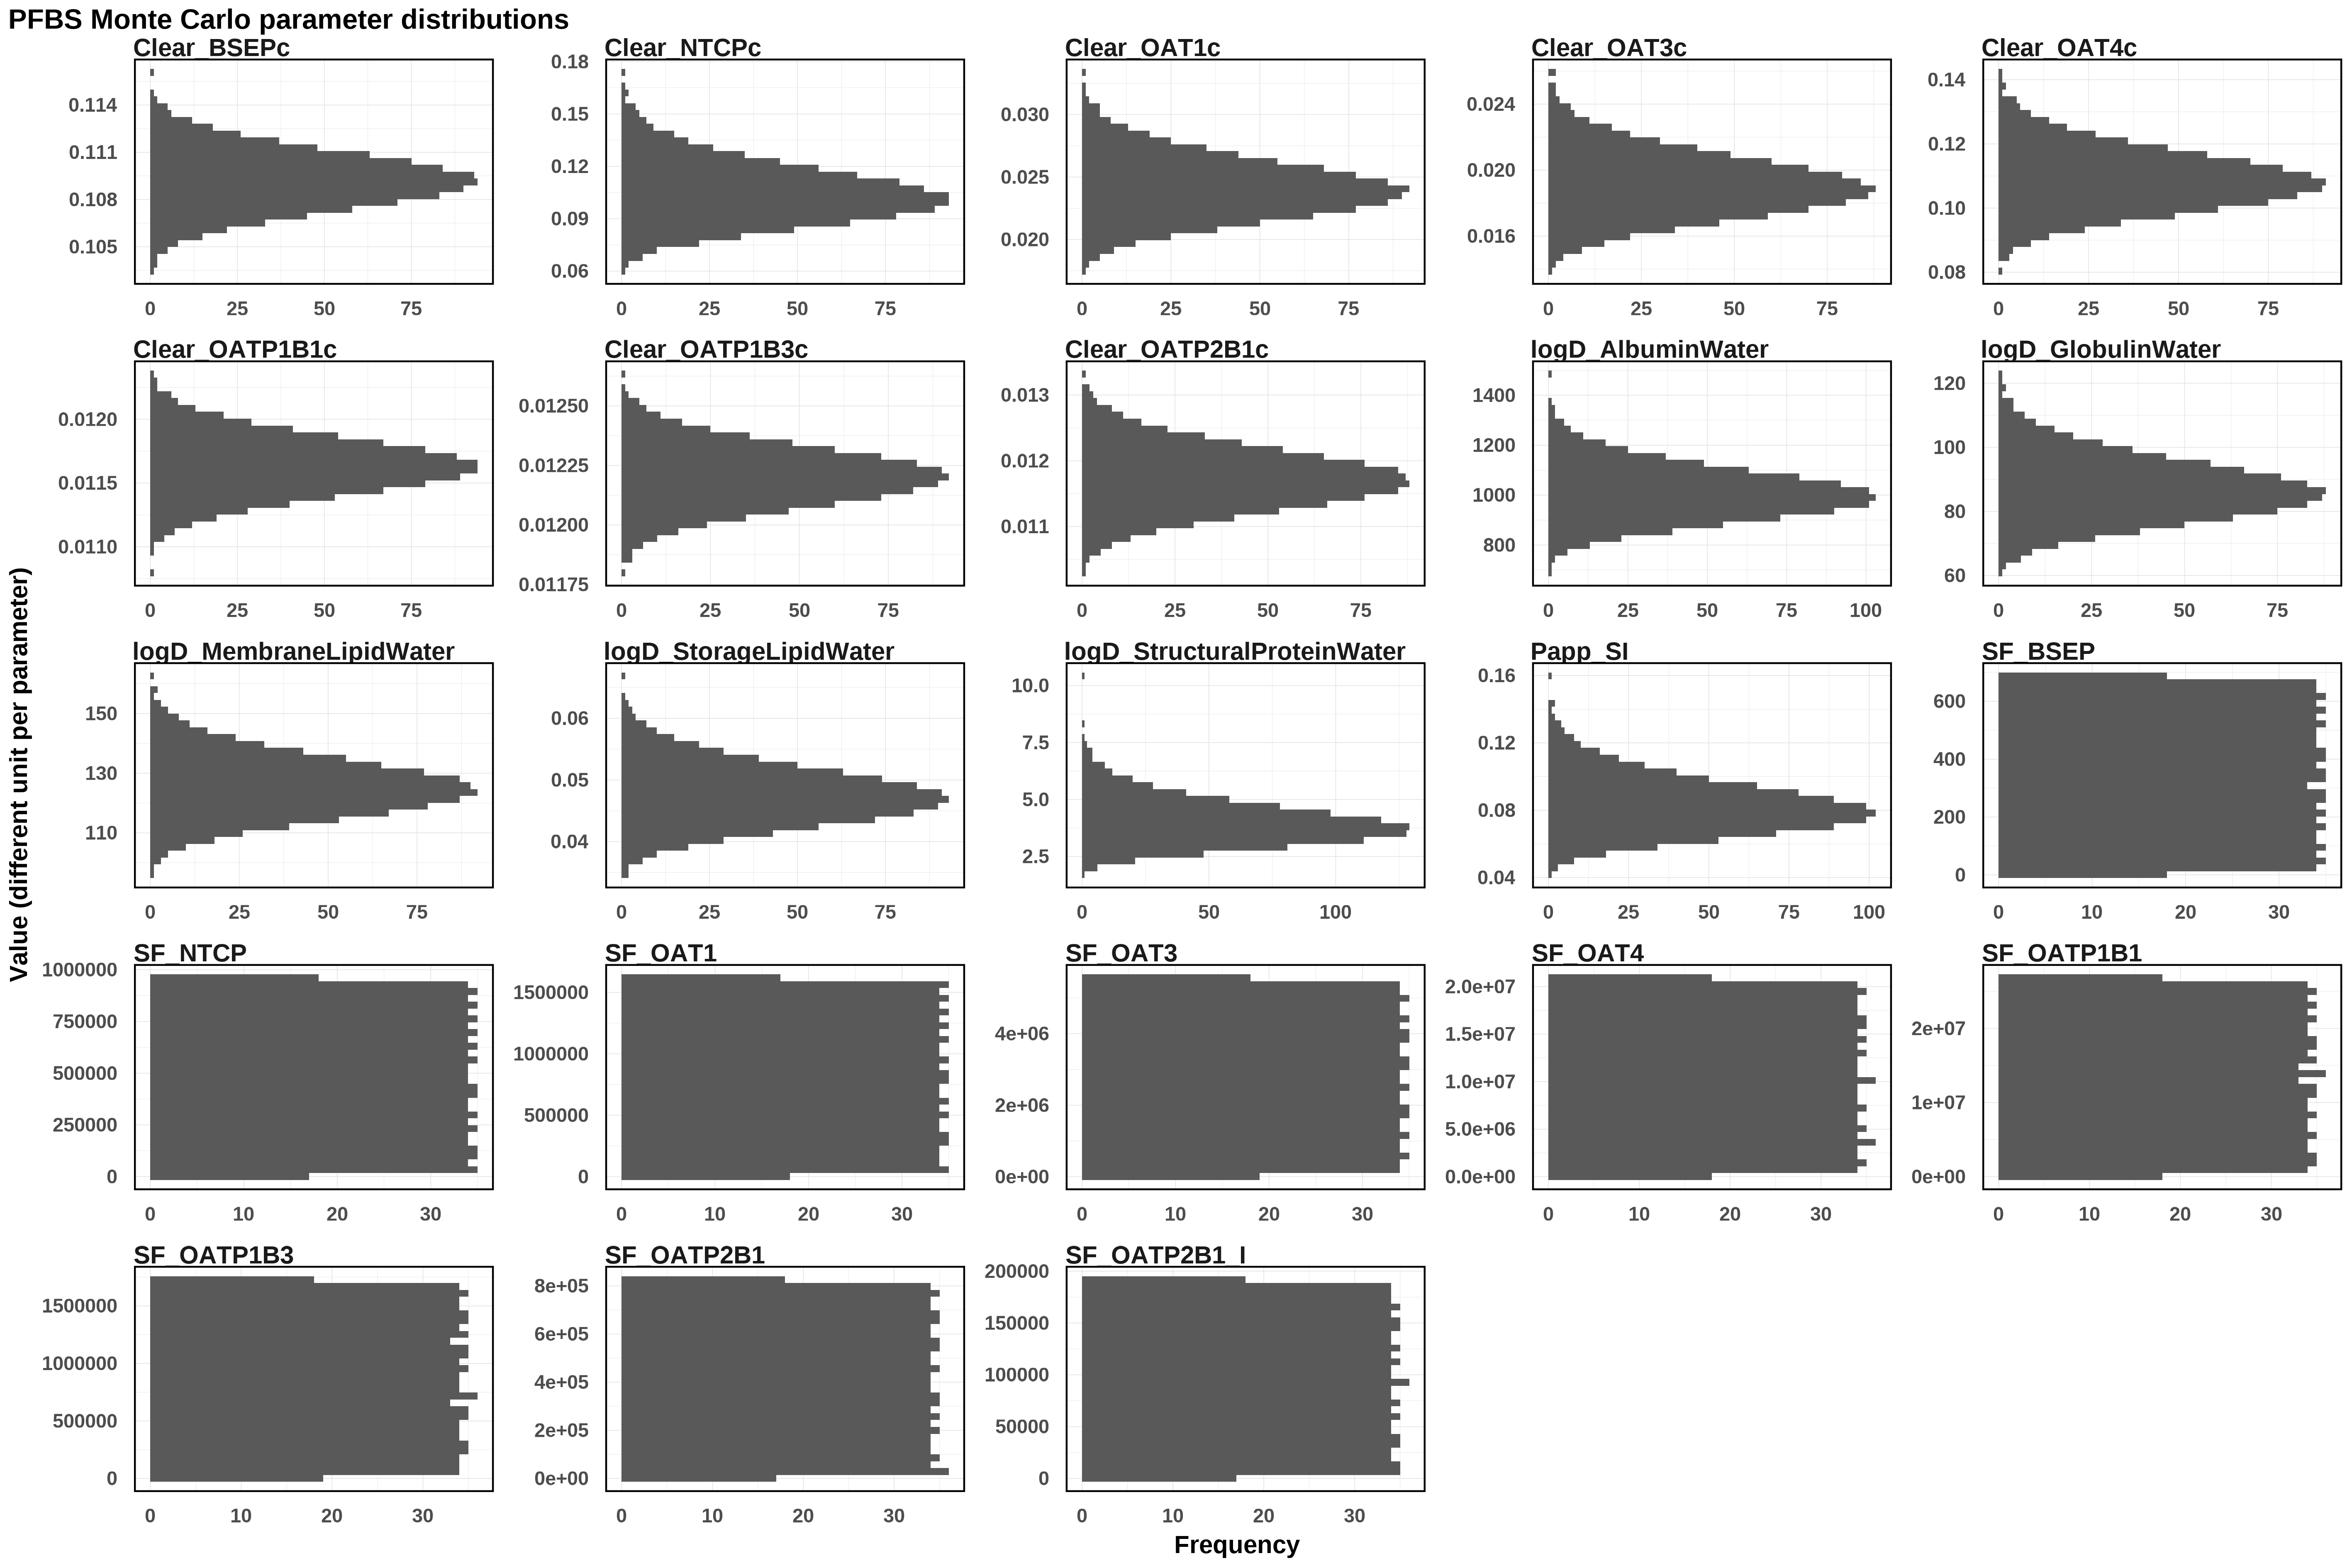 PFBS Monte Carlo parameter distributions
Clear_BSEPc
0.114
0.111
0.108
0.105
0 25 50 75
Clear_NTCPc
0.18
0.15
0.12
0.09
0.06
0 25 50 75
Clear_OAT1c
0.030
0.025
0.020
0 25 50 75
Clear_OAT3c
0.024
0.020
0.016
0 25 50 75
Clear_OAT4c
0.14
0.12
0.10
0.08
0 25 50 75
Clear_OATP1B1c
0.0120
0.0115
0.0110
0 25 50 75
Clear_OATP1B3c
0.01250
0.01225
0.01200
0.01175
0 25 50 75
Clear_OATP2B1c
0.013
0.012
0.011
0 25 50 75
logD_AlbuminWater
1400
1200
1000
800
0 25 50 75 100
logD_GlobulinWater
120
100
80
60
0 25 50 75
logD_MembraneLipidWater
150
130
110
0 25 50 75
logD_StorageLipidWater
0.06
0.05
0.04
0 25 50 75
logD_StructuralProteinWater
10.0
7.5
5.0
2.5
0 50 100
Papp_SI
0.16
0.12
0.08
0.04
0 25 50 75 100
SF_BSEP
600
400
200
0
0 10 20 30
SF_NTCP
1000000
750000
500000
250000
0
0 10 20 30
SF_OAT1
1500000
1000000
500000
0
0 10 20 30
SF_OAT3
4e+06
2e+06
0e+00
0 10 20 30
SF_OAT4
2.0e+07
1.5e+07
1.0e+07
5.0e+06
0.0e+00
0 10 20 30
SF_OATP1B1
2e+07
1e+07
0e+00
0 10 20 30
SF_OATP1B3
1500000
1000000
500000
0
0 10 20 30
SF_OATP2B1
8e+05
6e+05
4e+05
2e+05
0e+00
0 10 20 30
SF_OATP2B1_I
200000
150000
100000
50000
0
0 10 20 30
Value (different unit per parameter)
Frequency